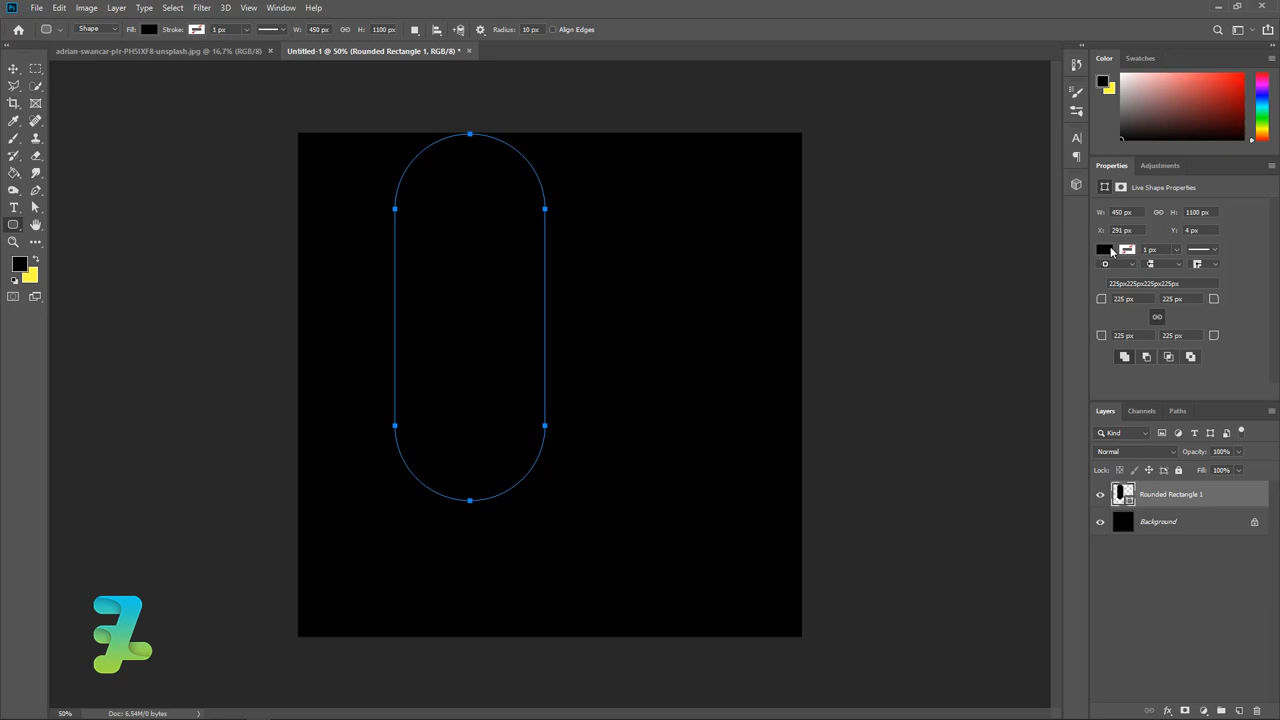 Ps File Edit Image Layer Type Select Filter 3D View Window Help
Shape Fill: Stroke: 1 px W: 450 px H: 1100 px Radius: 10 px Align Edges
adrian-swancar-plr-PH5IXF8-unsplash.jpg @ 16,7% (RGB/8) × Untitled-1 @ 50% (Rounded Rectangle 1, RGB/8) * ×
Color Swatches
Properties Adjustments
Live Shape Properties
W: 450 px H: 1100 px
X: 291 px Y: 4 px
1 px
225px225px225px225px
225 px 225 px
225 px 225 px
Layers Channels Paths
Kind
Normal Opacity: 100%
Lock: Fill: 100%
Rounded Rectangle 1
Background
50% Doc: 6,54M/0 bytes